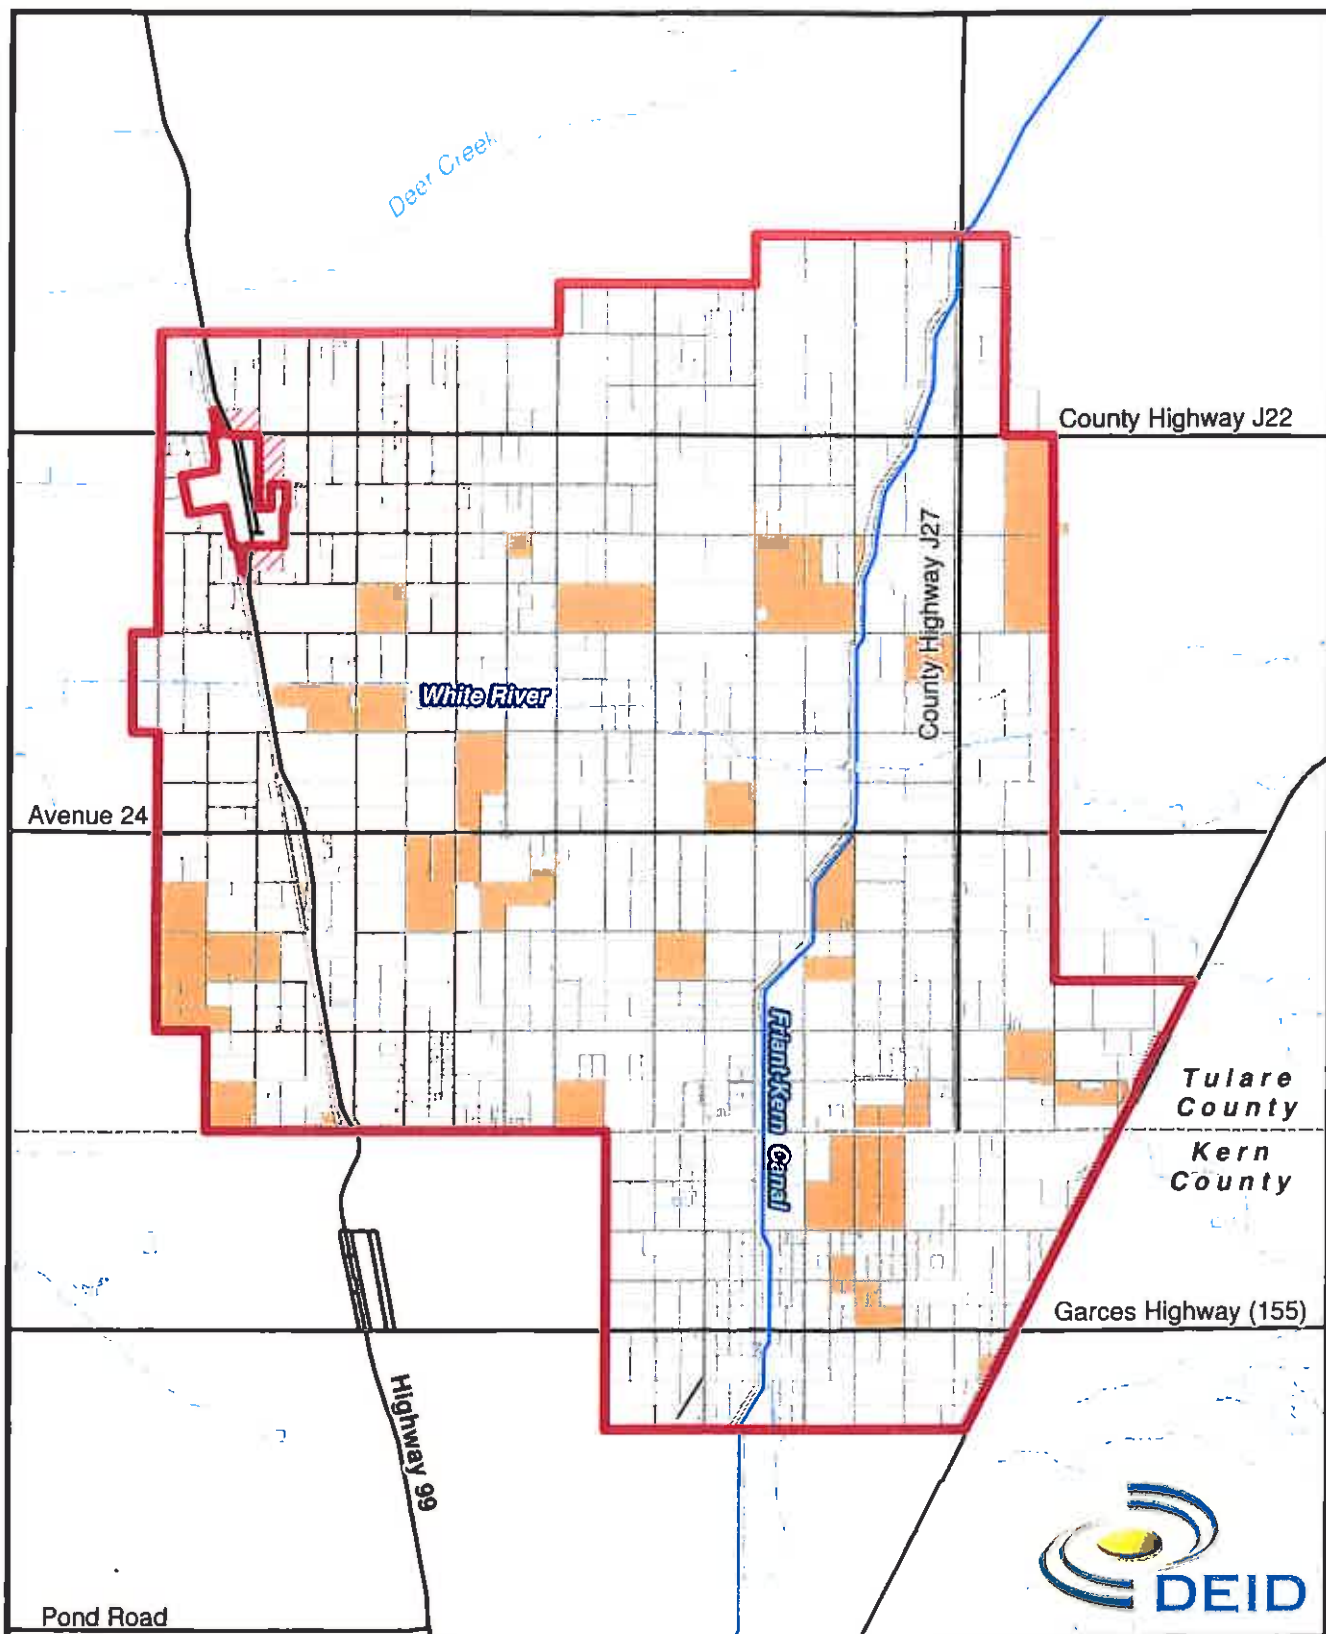 Deer Creek
County Highway J22
County Highway J27
White River
Avenue 24
Friant-Kern Canal
Tulare
County
Kern
County
Garces Highway (155)
Highway 99
DEID
Pond Road